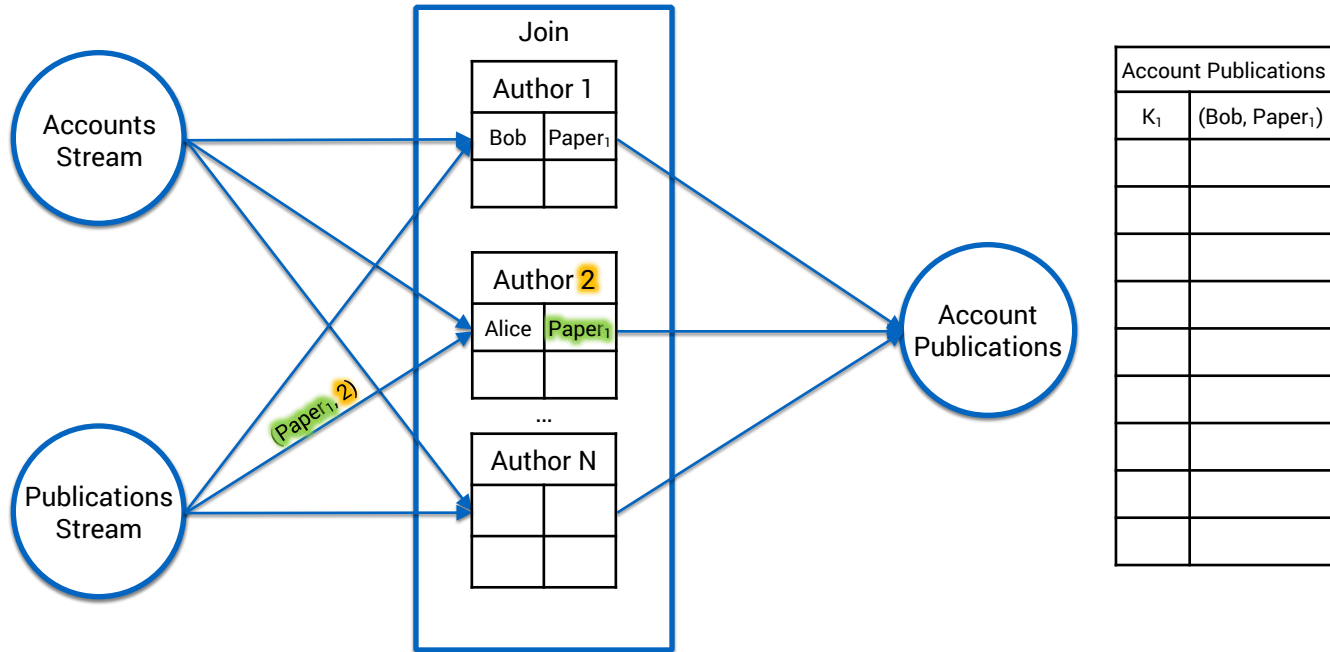 Accounts
Stream
Publications
Stream
(Paper₁, 2)
Join
Author 1
Bob Paper₁
Author 2
Alice Paper₁
...
Author N
Account
Publications
Account Publications
K₁ (Bob, Paper₁)